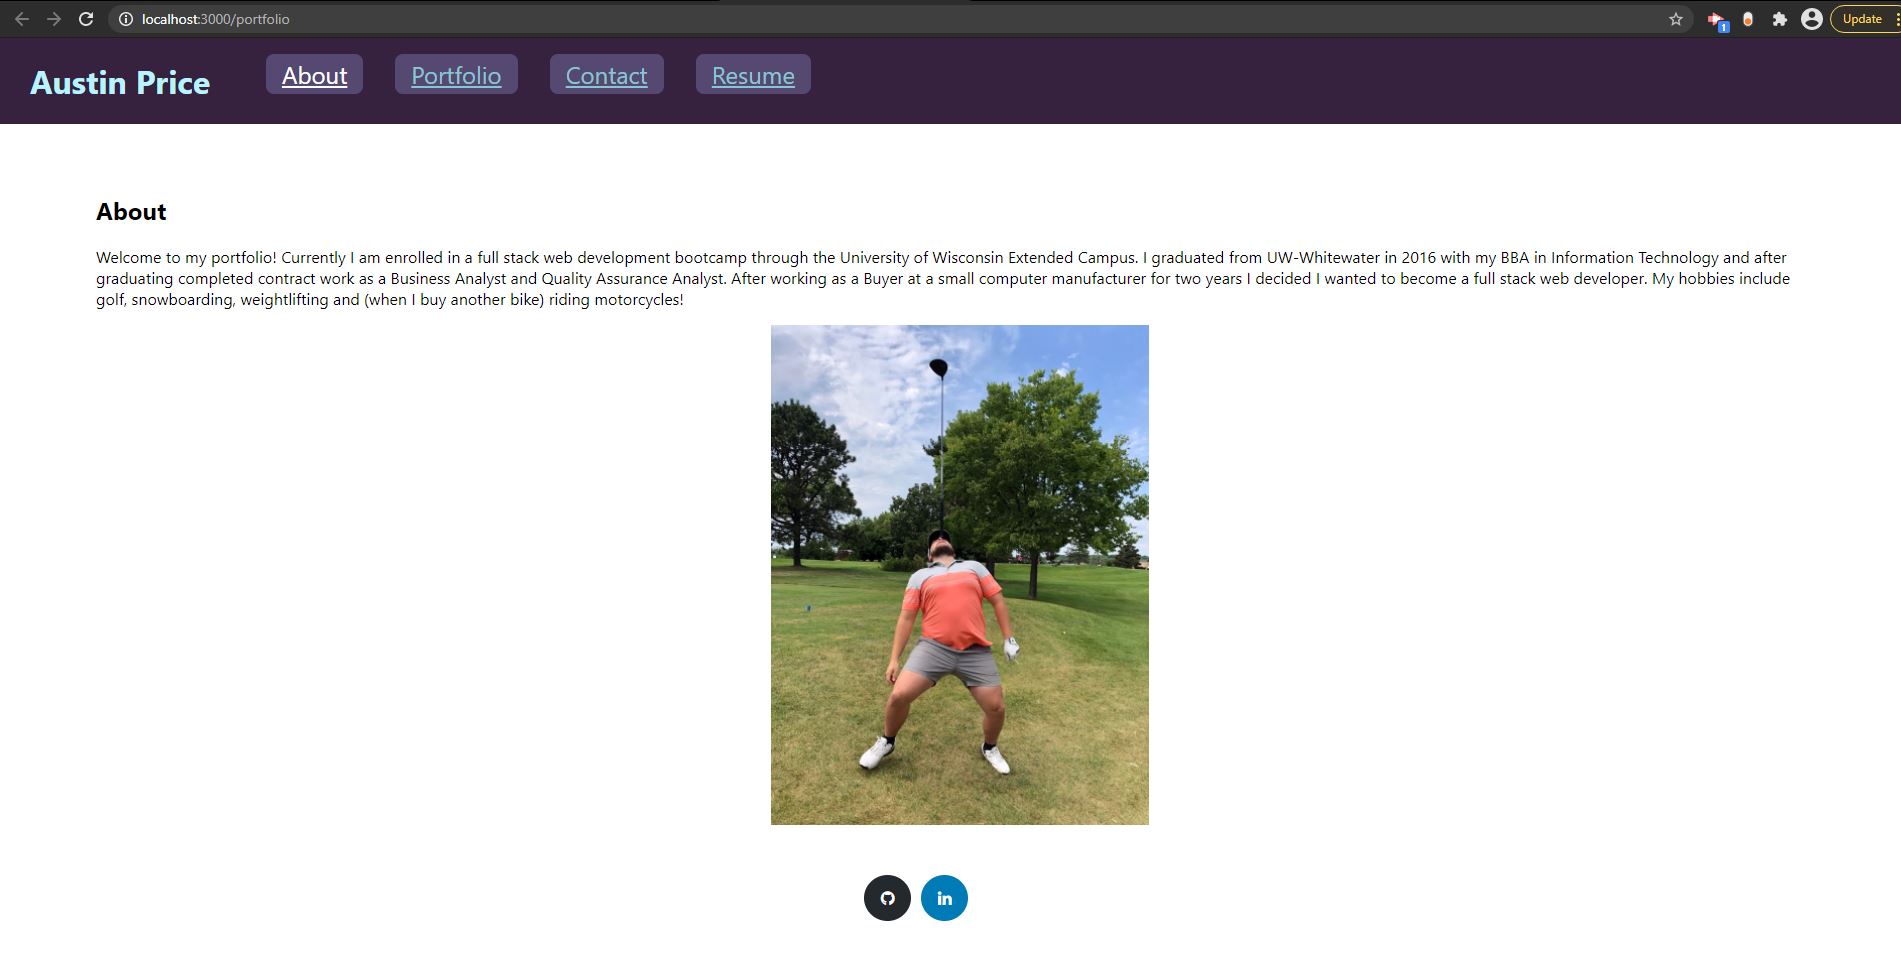 localhost:3000/portfolio
1
Update
Austin Price
About
Portfolio
Contact
Resume
About
Welcome to my portfolio! Currently I am enrolled in a full stack web development bootcamp through the University of Wisconsin Extended Campus. I graduated from UW-Whitewater in 2016 with my BBA in Information Technology and after
graduating completed contract work as a Business Analyst and Quality Assurance Analyst. After working as a Buyer at a small computer manufacturer for two years I decided I wanted to become a full stack web developer. My hobbies include
golf, snowboarding, weightlifting and (when I buy another bike) riding motorcycles!
in